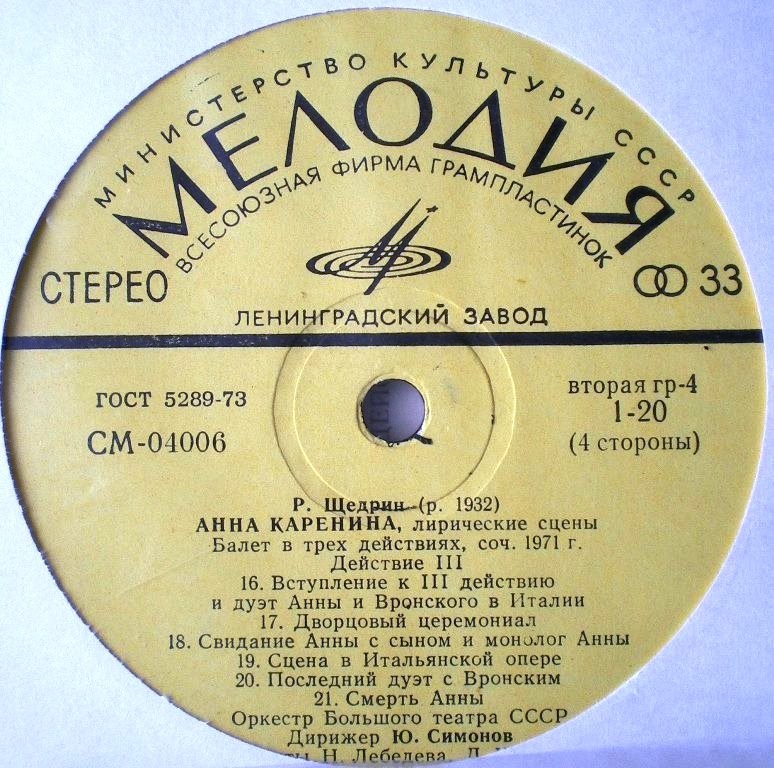 МИНИСТЕРСТВО КУЛЬТУРЫ СССР
МЕЛОДИЯ
ВСЕСОЮЗНАЯ ФИРМА ГРАМПЛАСТИНОК
СТЕРЕО
33
ЛЕНИНГРАДСКИЙ ЗАВОД
ГОСТ 5289-73
СМ-04006
вторая гр-4
1-20
(4 стороны)
Р. Щедрин (р. 1932)
АННА КАРЕНИНА, лирические сцены
Балет в трех действиях, соч. 1971 г.
Действие III
16. Вступление к III действию
и дуэт Анны и Вронского в Италии
17. Дворцовый церемониал
18. Свидание Анны с сыном и монолог Анны
19. Сцена в Итальянской опере
20. Последний дуэт с Вронским
21. Смерть Анны
Оркестр Большого театра СССР
Дирижер Ю. Симонов
Н. Лебедева,